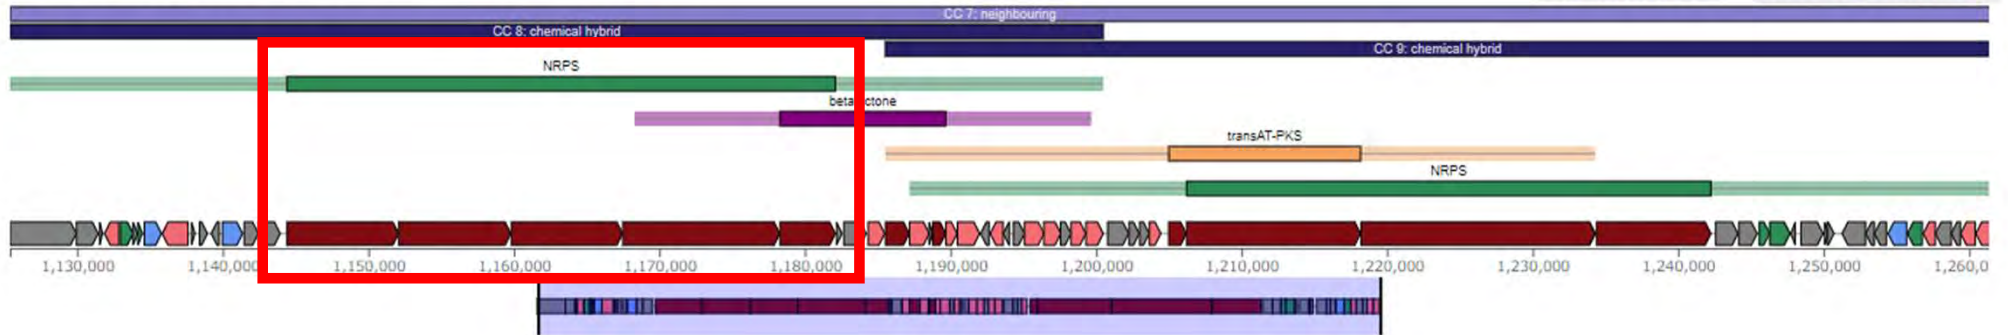 CC 7: neighbouring
CC 8: chemical hybrid
CC 9: chemical hybrid
NRPS
transAT-PKS
NRPS
1,130,000 1,150,000 1,160,000 1,170,000 1,180,000 1,190,000 1,200,000 1,210,000 1,220,000 1,230,000 1,240,000 1,250,000 1,260,0